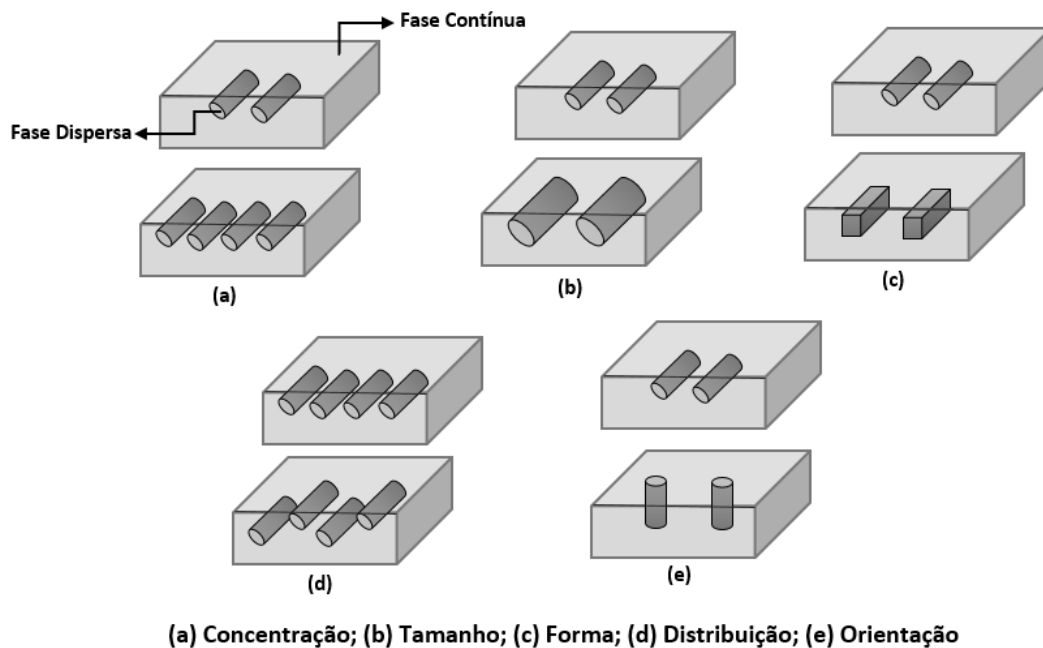 Fase Contínua
Fase Dispersa
(a)
(b)
(c)
(d)
(e)
(a) Concentração; (b) Tamanho; (c) Forma; (d) Distribuição; (e) Orientação